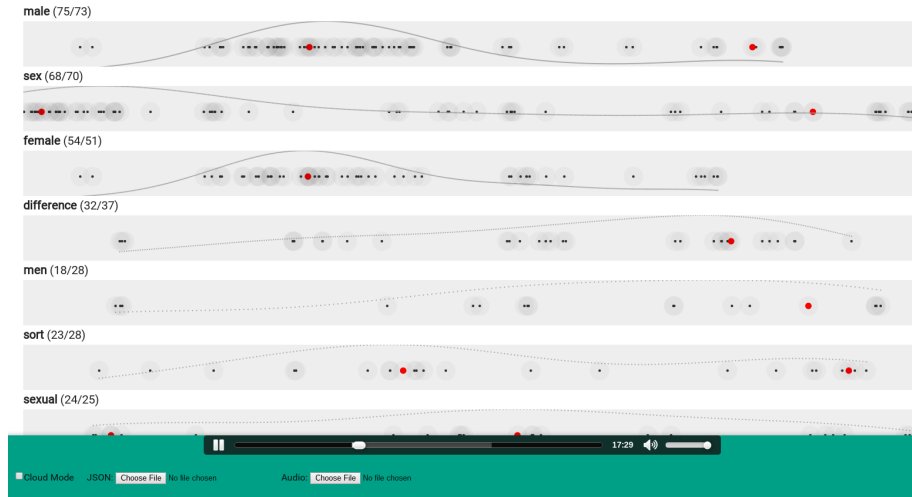 male (75/73)
sex (68/70)
female (54/51)
difference (32/37)
men (18/28)
sort (23/28)
sexual (24/25)
17:29
Cloud Mode JSON: Choose File No file chosen Audio: Choose File No file chosen